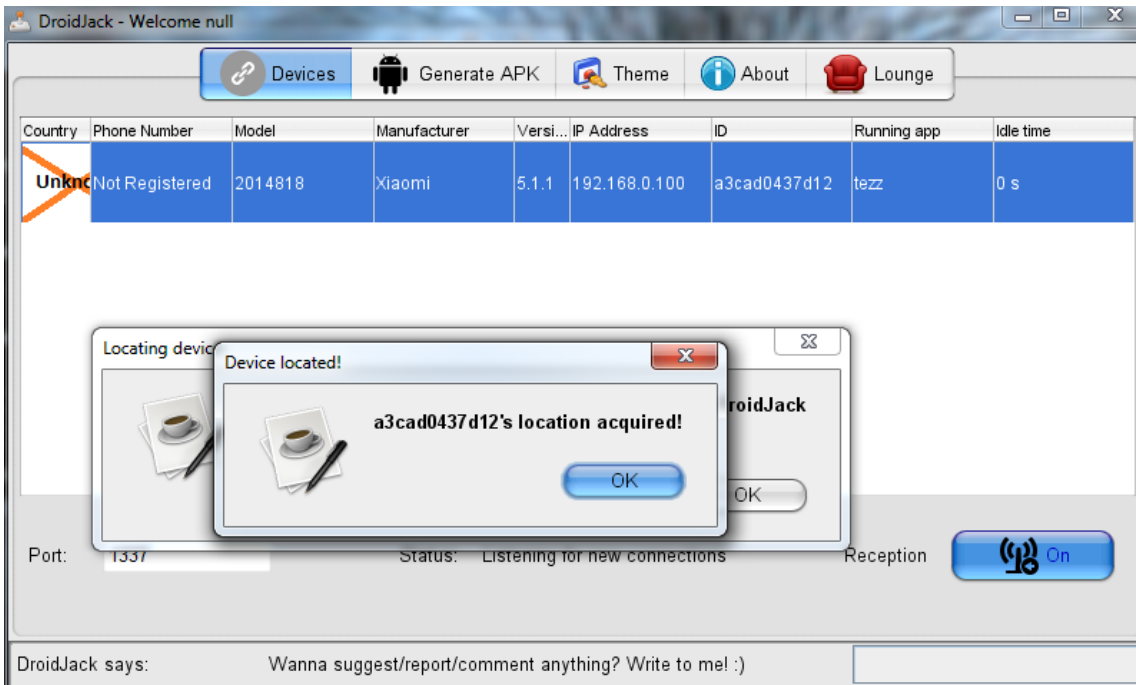 DroidJack - Welcome null
Devices Generate APK Theme About Lounge
Country Phone Number Model Manufacturer Versi... IP Address ID Running app Idle time
Unkno Not Registered 2014818 Xiaomi 5.1.1 192.168.0.100 a3cad0437d12 tezz 0 s
Locating devic
Device located!
a3cad0437d12's location acquired!
roidJack
OK
OK
Port: 1337 Status: Listening for new connections Reception On
DroidJack says: Wanna suggest/report/comment anything? Write to me! :)